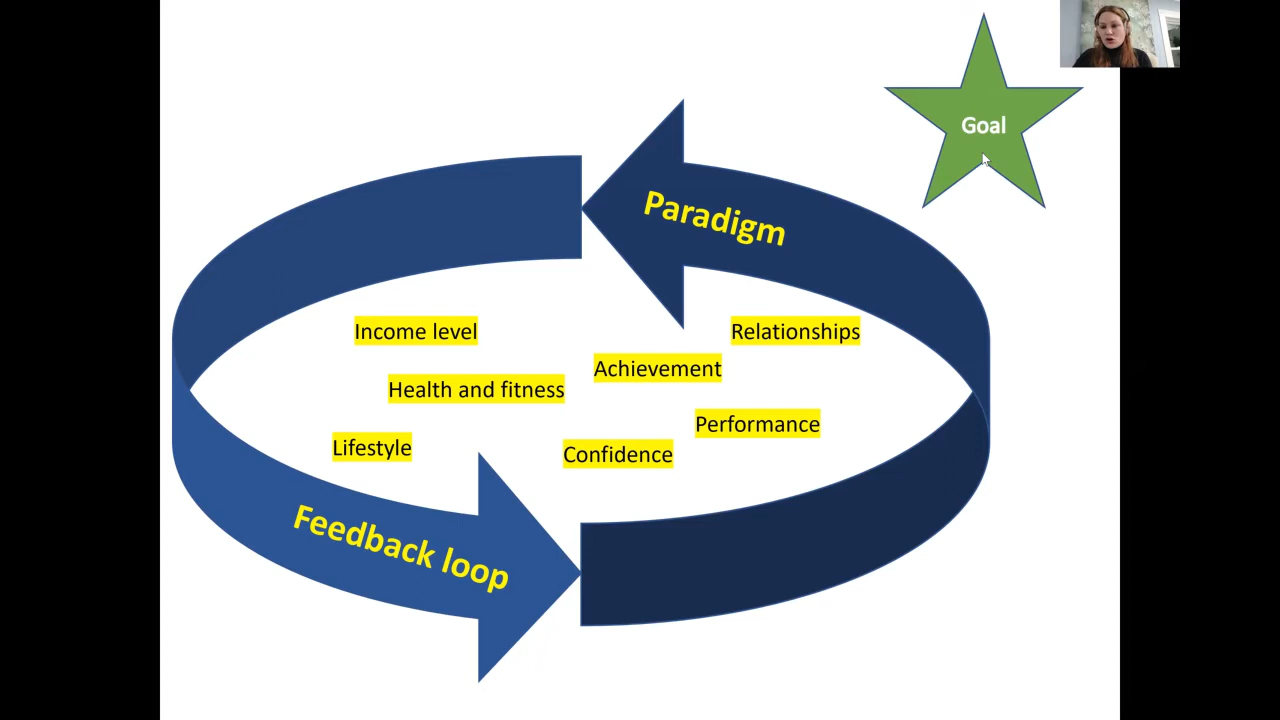 Goal
Paradigm
Income level
Relationships
Achievement
Health and fitness
Performance
Lifestyle
Confidence
Feedback loop